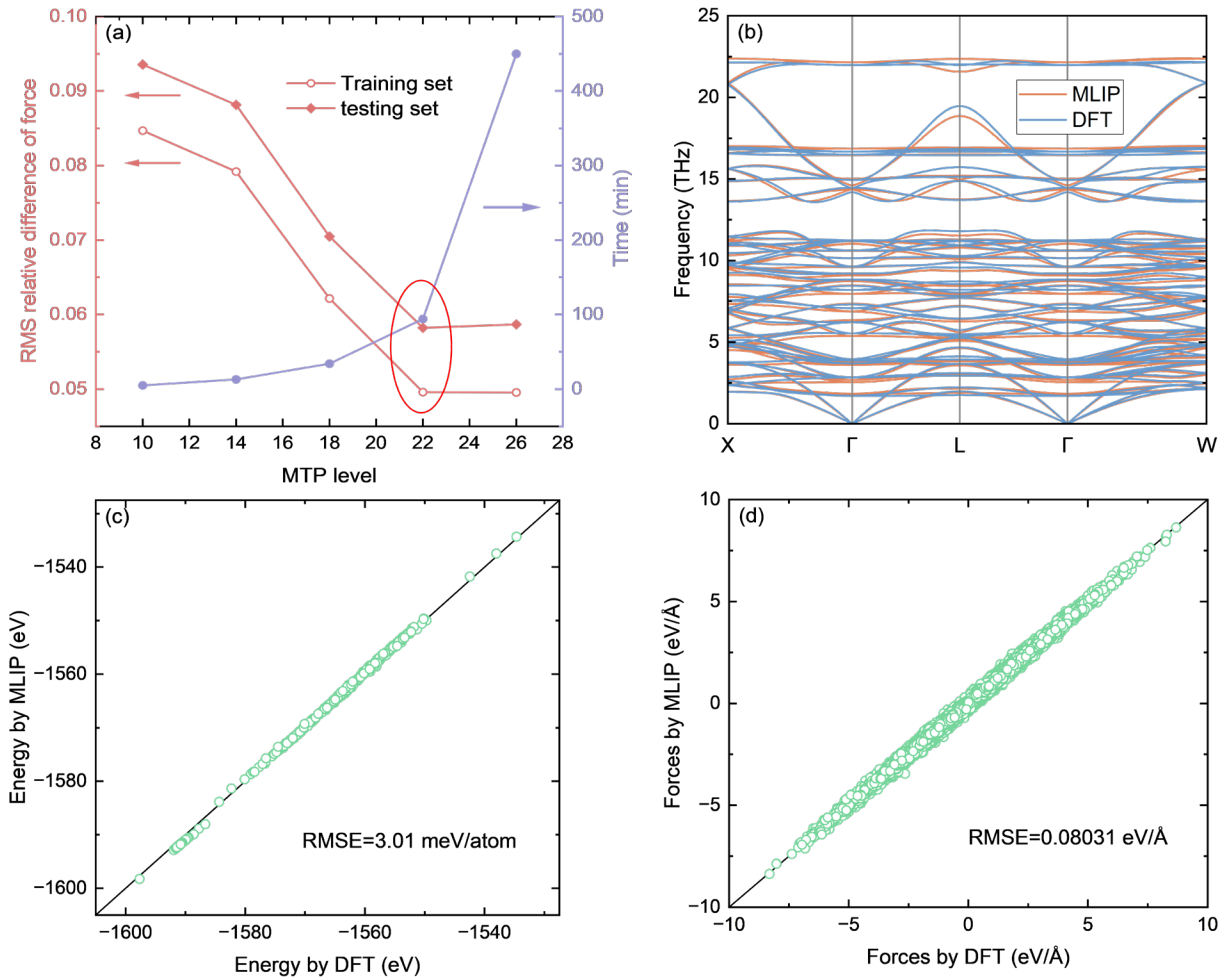 (a)
0.10
0.09
0.08
0.07
0.06
0.05
RMS relative difference of force
Training set
testing set
500
400
300
200
100
0
Time (min)
8 10 12 14 16 18 20 22 24 26 28
MTP level
(b)
25
20
15
10
5
0
Frequency (THz)
MLIP
DFT
X Γ L Γ W
(c)
−1540
−1560
−1580
−1600
Energy by MLIP (eV)
RMSE=3.01 meV/atom
−1600 −1580 −1560 −1540
Energy by DFT (eV)
(d)
10
5
0
−5
−10
Forces by MLIP (eV/Å)
RMSE=0.08031 eV/Å
−10 −5 0 5 10
Forces by DFT (eV/Å)